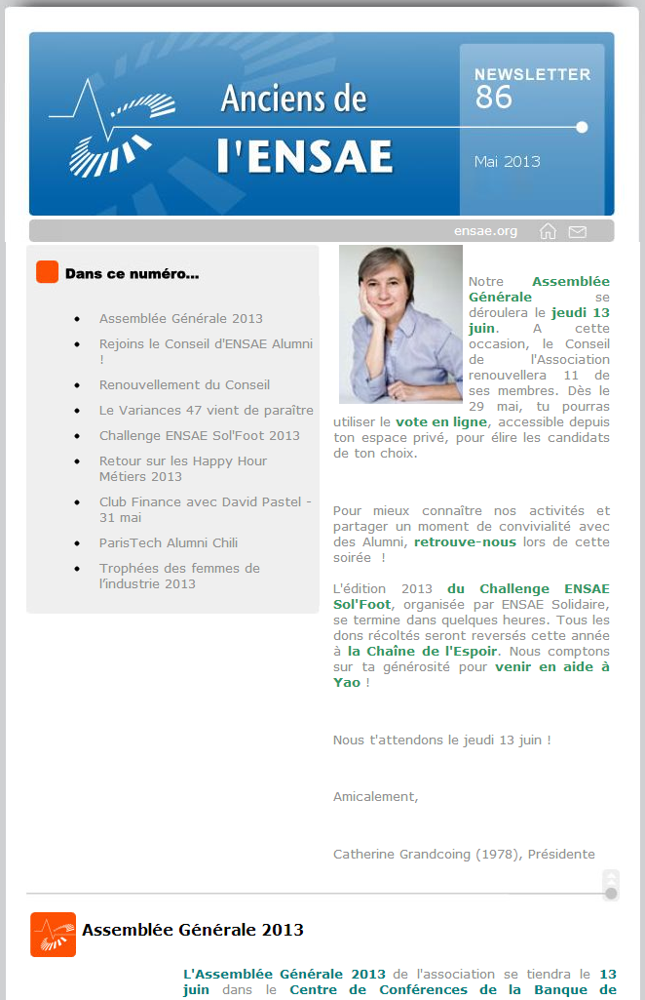 Anciens de
l'ENSAE
NEWSLETTER
86
Mai 2013
ensae.org
Dans ce numéro...
Assemblée Générale 2013
Rejoins le Conseil d'ENSAE Alumni
!
Renouvellement du Conseil
Le Variances 47 vient de paraître
Challenge ENSAE Sol'Foot 2013
Retour sur les Happy Hour
Métiers 2013
Club Finance avec David Pastel -
31 mai
ParisTech Alumni Chili
Trophées des femmes de
l’industrie 2013
Notre Assemblée
Générale se
déroulera le jeudi 13
juin. A cette
occasion, le Conseil
de l'Association
renouvellera 11 de
ses membres. Dès le
29 mai, tu pourras
utiliser le vote en ligne, accessible depuis
ton espace privé, pour élire les candidats
de ton choix.
Pour mieux connaître nos activités et
partager un moment de convivialité avec
des Alumni, retrouve-nous lors de cette
soirée !
L'édition 2013 du Challenge ENSAE
Sol'Foot, organisée par ENSAE Solidaire,
se termine dans quelques heures. Tous les
dons récoltés seront reversés cette année
à la Chaîne de l'Espoir. Nous comptons
sur ta générosité pour venir en aide à
Yao !
Nous t'attendons le jeudi 13 juin !
Amicalement,
Catherine Grandcoing (1978), Présidente
Assemblée Générale 2013
L'Assemblée Générale 2013 de l'association se tiendra le 13
juin dans le Centre de Conférences de la Banque de